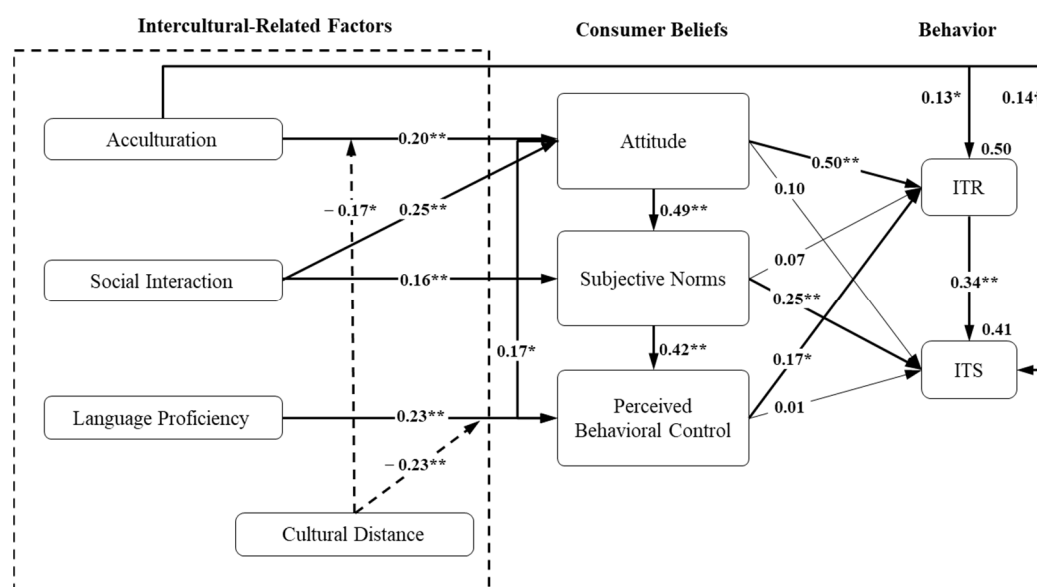 Intercultural-Related Factors
Consumer Beliefs
Behavior
0.13*
0.14*
Acculturation
0.20**
Attitude
0.50
0.50**
ITR
0.10
− 0.17*
0.25**
0.49**
Social Interaction
0.16**
Subjective Norms
0.07
0.34**
0.25**
0.41
0.17*
0.42**
0.17*
ITS
Language Proficiency
0.23**
Perceived
Behavioral Control
0.01
− 0.23**
Cultural Distance